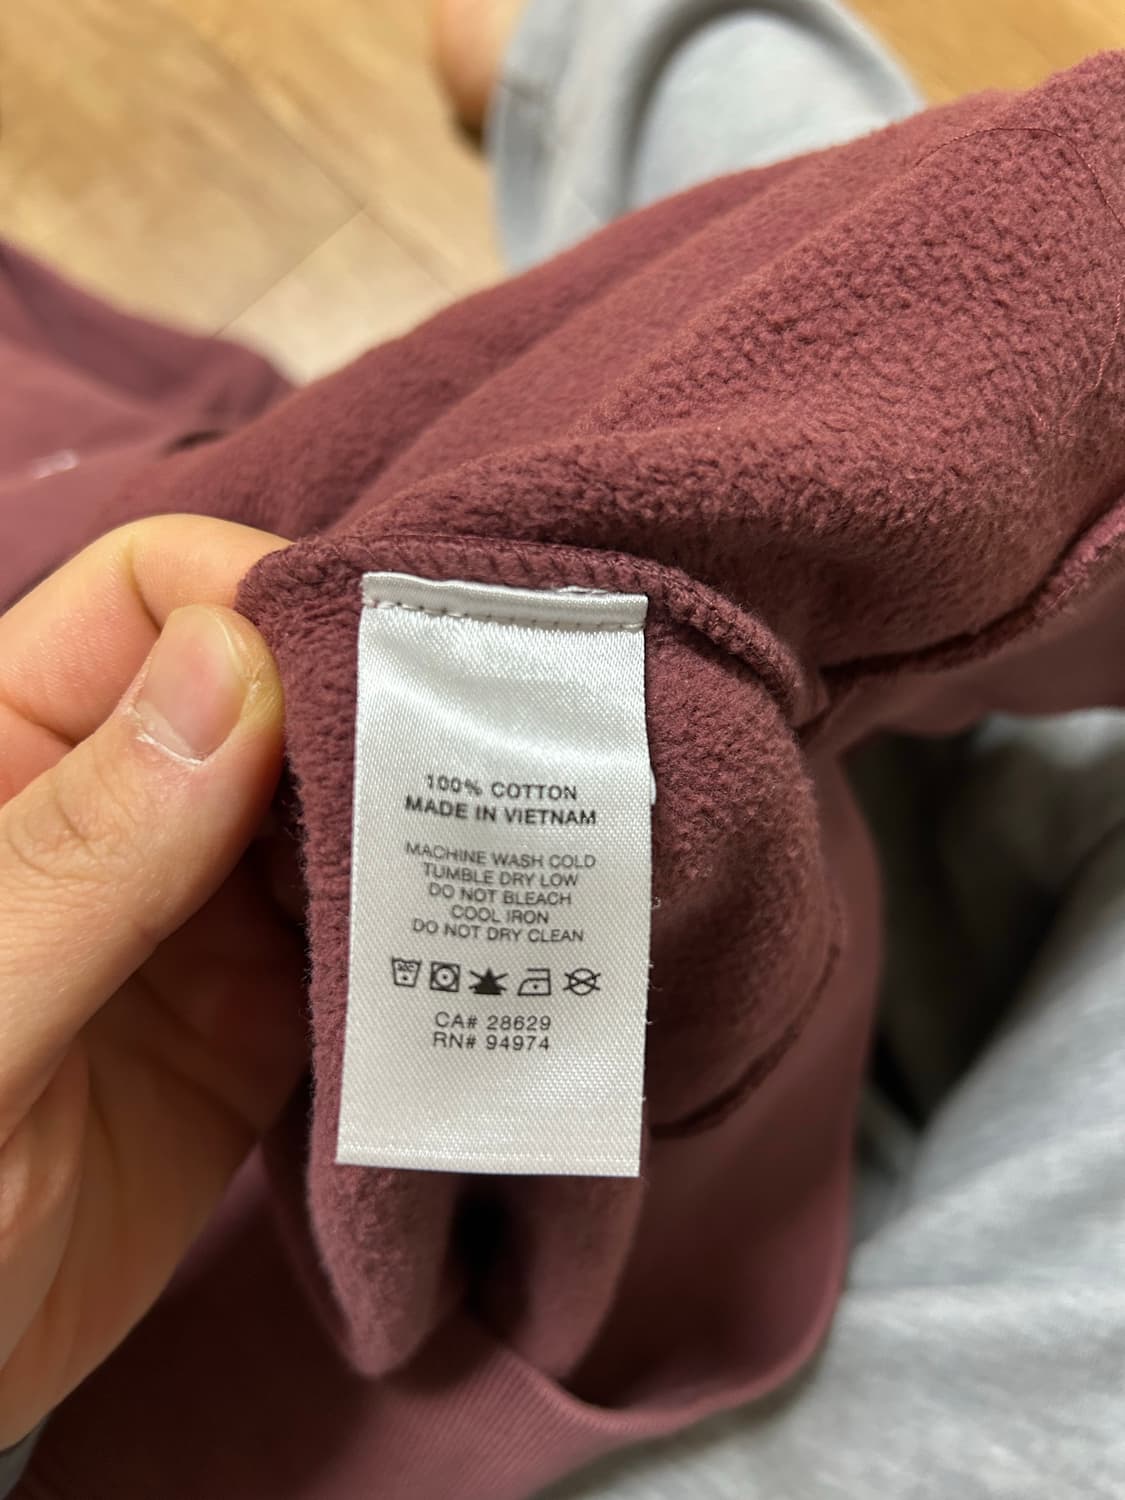 100% COTTON
MADE IN VIETNAM
MACHINE WASH COLD
TUMBLE DRY LOW
DO NOT BLEACH
COOL IRON
DO NOT DRY CLEAN
30C
CA# 28629
RN# 94974